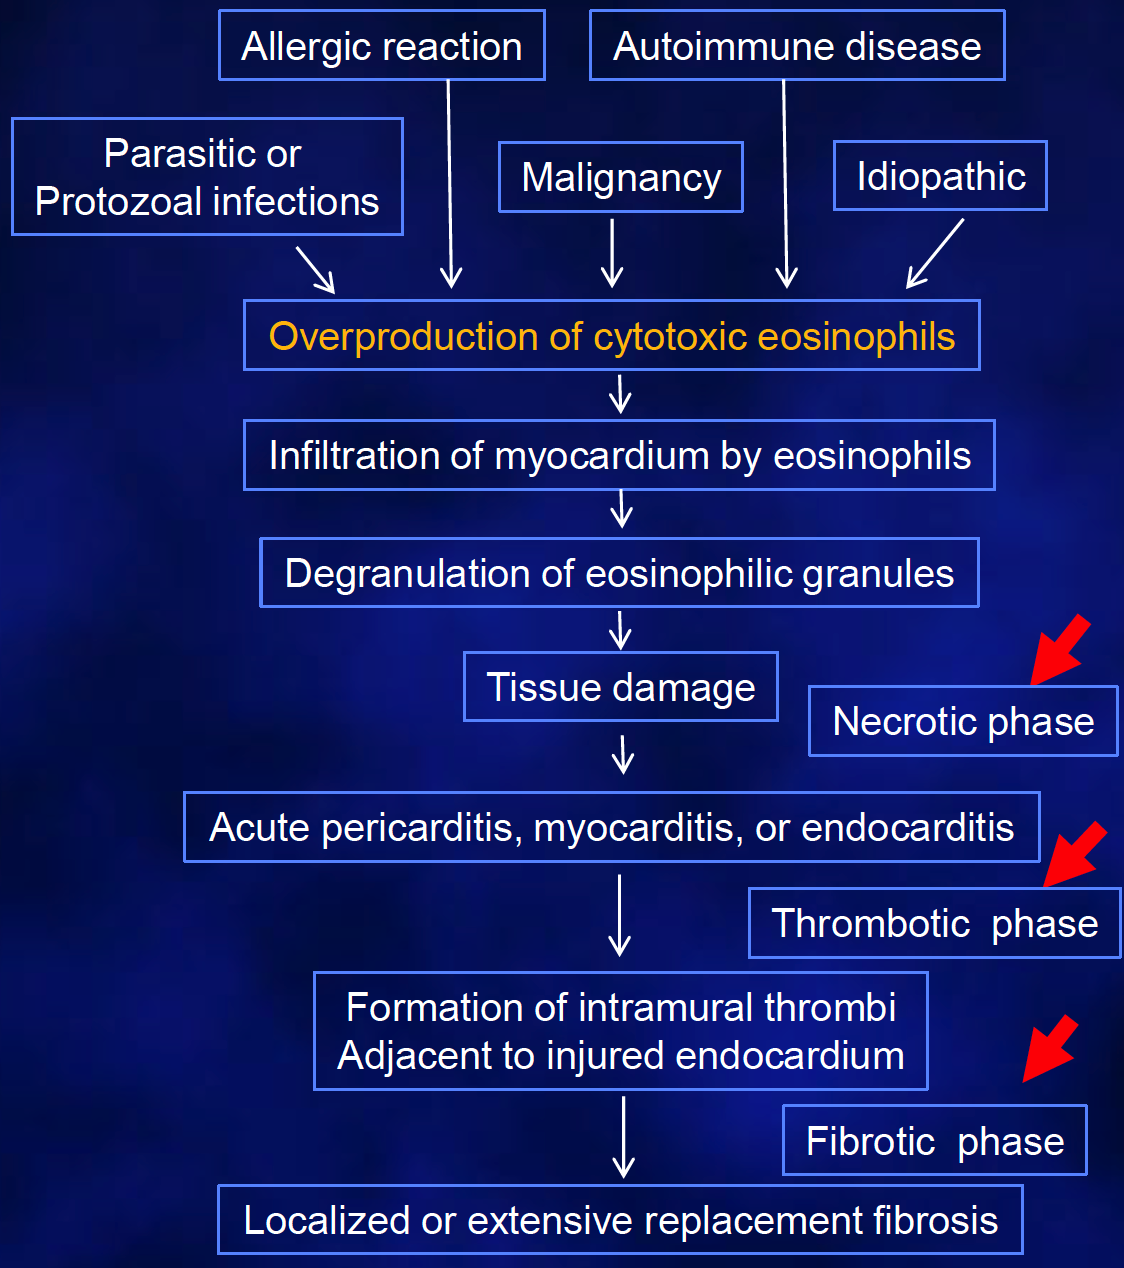 Allergic reaction
Autoimmune disease
Parasitic or
Protozoal infections
Malignancy
Idiopathic
Overproduction of cytotoxic eosinophils
Infiltration of myocardium by eosinophils
Degranulation of eosinophilic granules
Tissue damage
Necrotic phase
Acute pericarditis, myocarditis, or endocarditis
Thrombotic  phase
Formation of intramural thrombi
Adjacent to injured endocardium
Fibrotic  phase
Localized or extensive replacement fibrosis